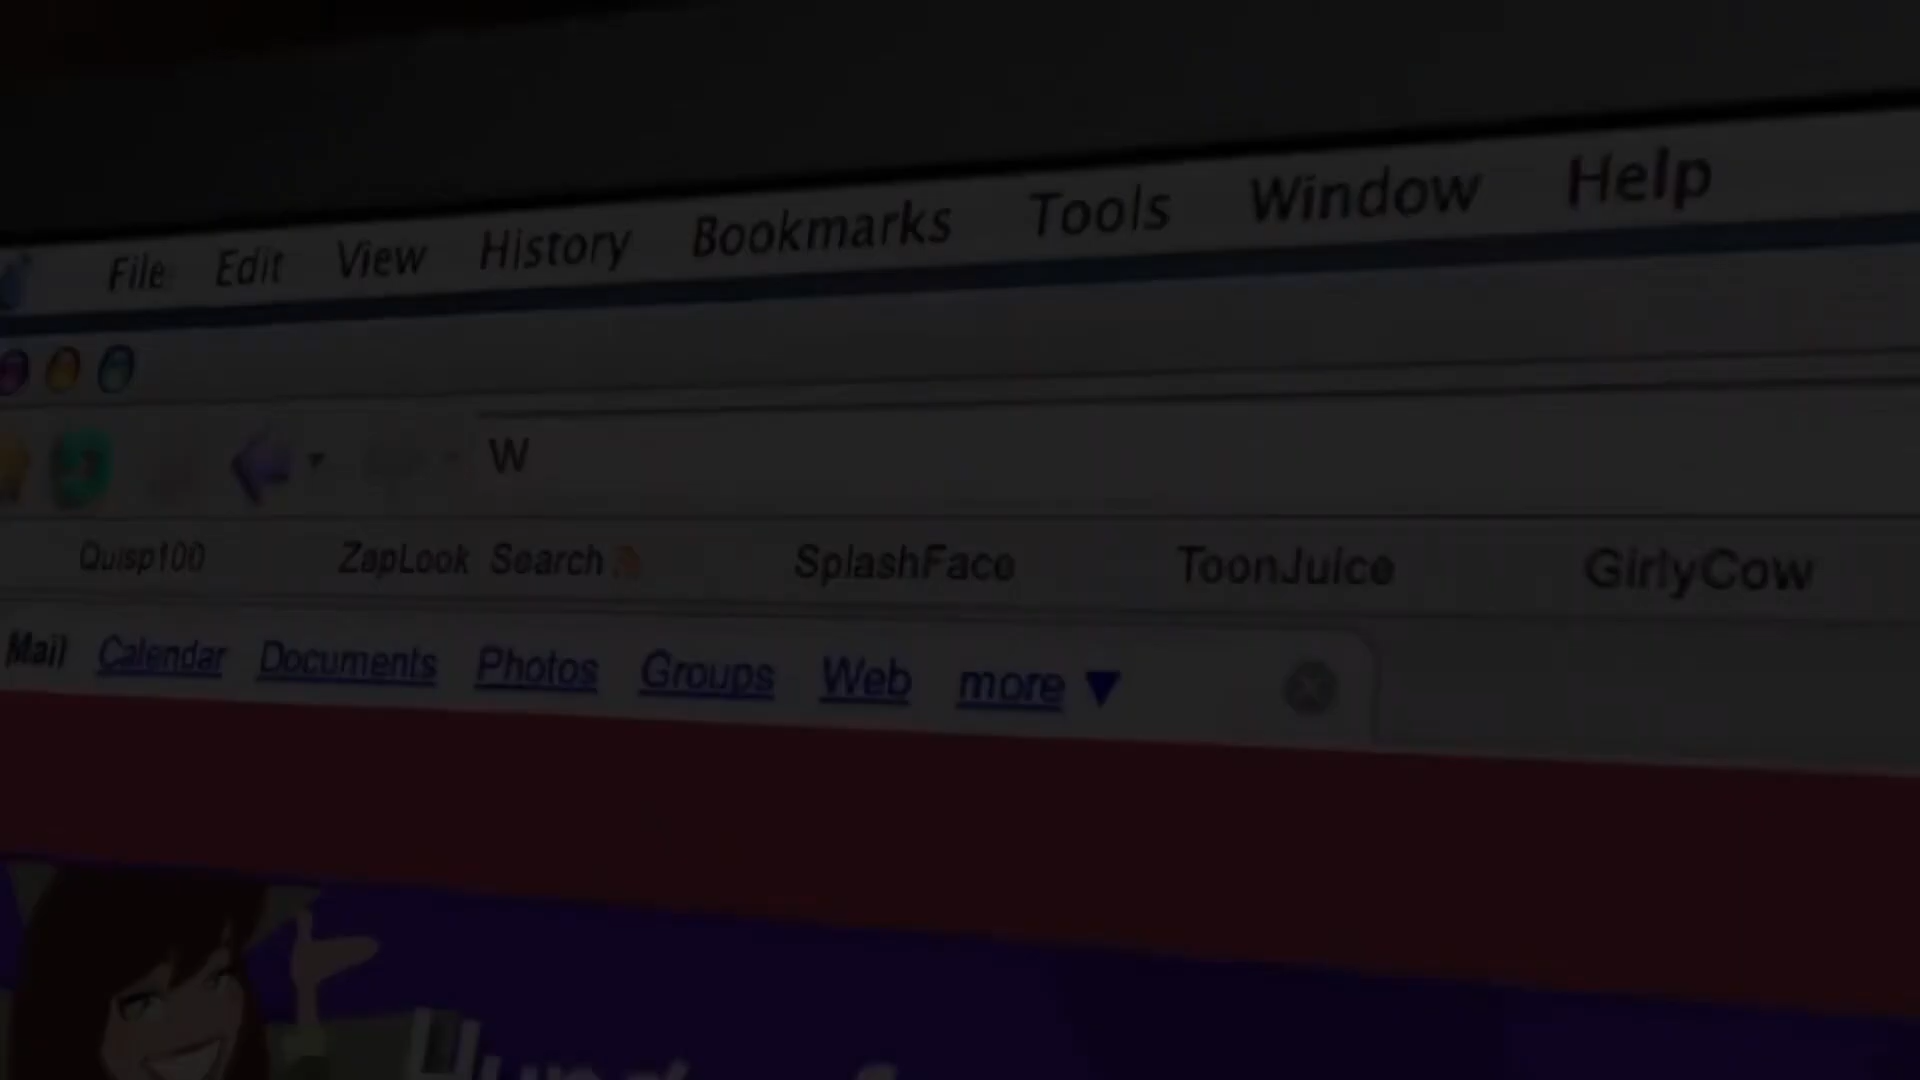 File Edit View History Bookmarks Tools Window Help
W
Quisp100 ZapLook Search SplashFace ToonJuice GirlyCow
Mail Calendar Documents Photos Groups Web more